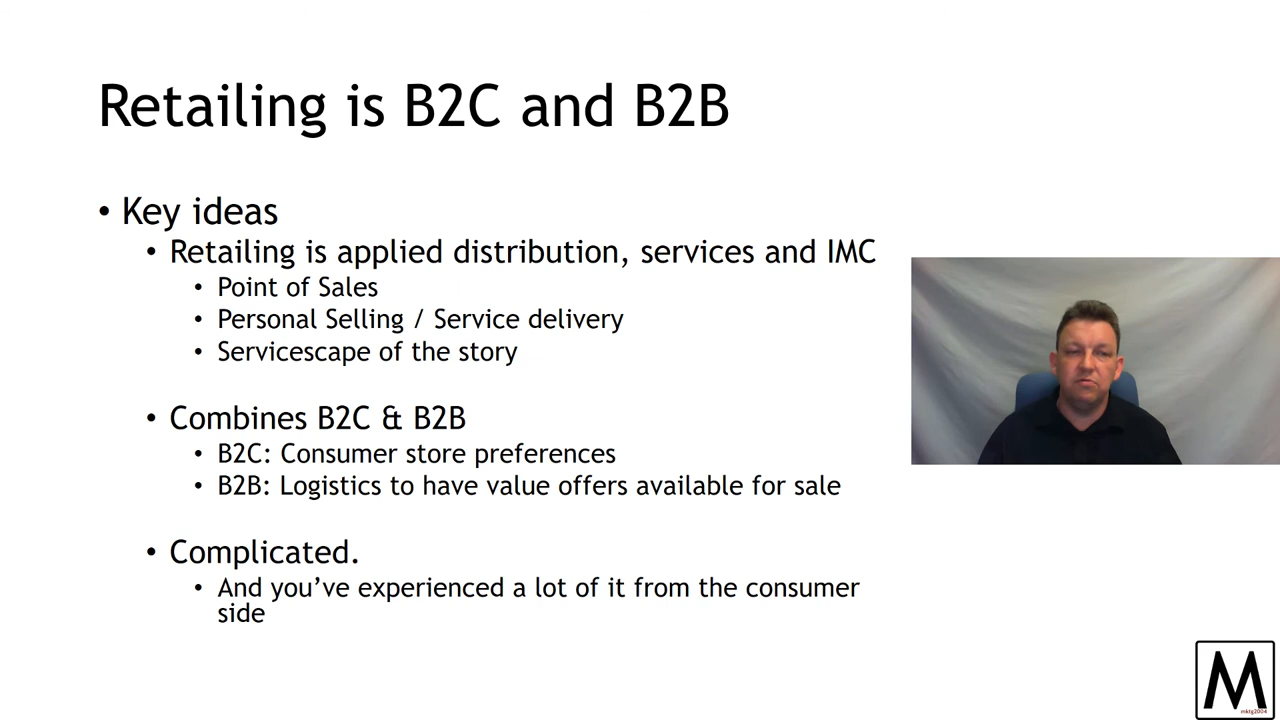 Retailing is B2C and B2B
• Key ideas
• Retailing is applied distribution, services and IMC
• Point of Sales
• Personal Selling / Service delivery
• Servicescape of the story
• Combines B2C & B2B
• B2C: Consumer store preferences
• B2B: Logistics to have value offers available for sale
• Complicated.
• And you’ve experienced a lot of it from the consumer
side
M
mktg2004